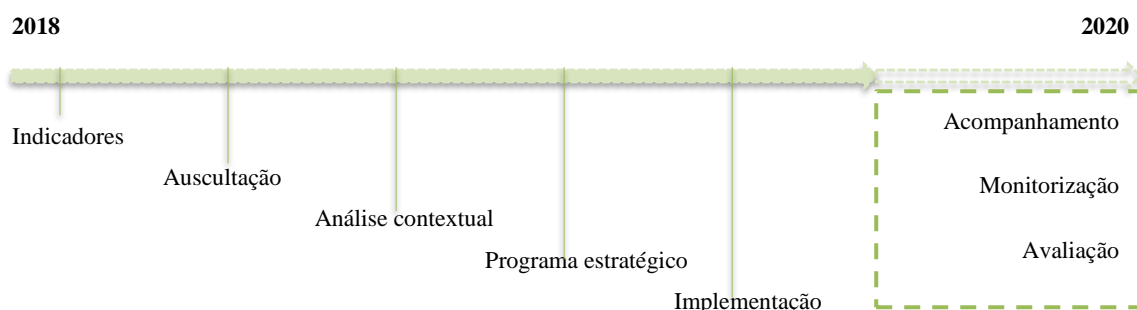 2018
2020
Indicadores
Auscultação
Análise contextual
Programa estratégico
Implementação
Acompanhamento
Monitorização
Avaliação